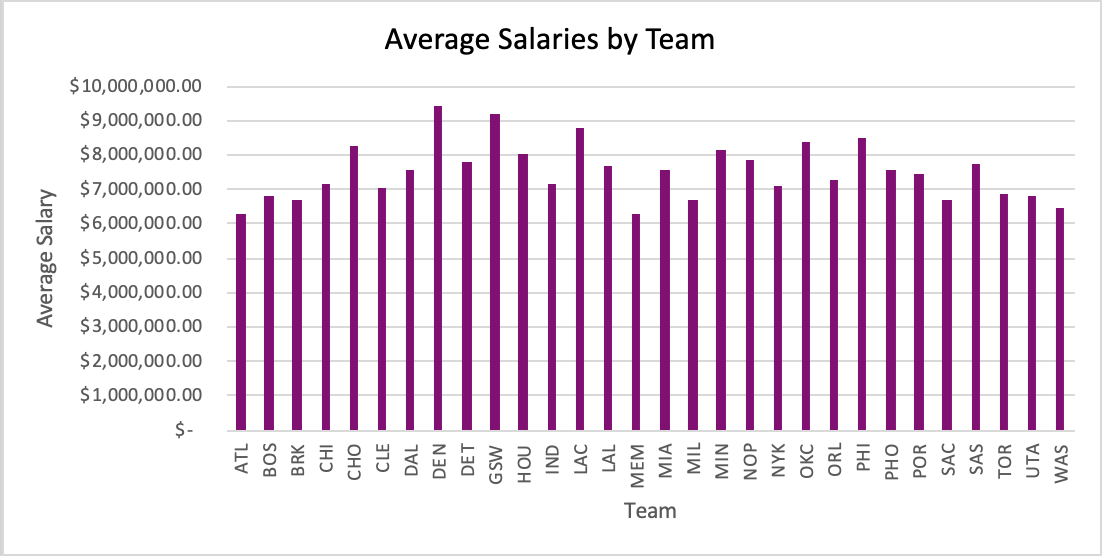 Average Salaries by Team
Average Salary
$10,000,000.00
$9,000,000.00
$8,000,000.00
$7,000,000.00
$6,000,000.00
$5,000,000.00
$4,000,000.00
$3,000,000.00
$2,000,000.00
$1,000,000.00
$-
ATL
BOS
BRK
CHI
CHO
CLE
DAL
DEN
DET
GSW
HOU
IND
LAC
LAL
MEM
MIA
MIL
MIN
NOP
NYK
OKC
ORL
PHI
PHO
POR
SAC
SAS
TOR
UTA
WAS
Team